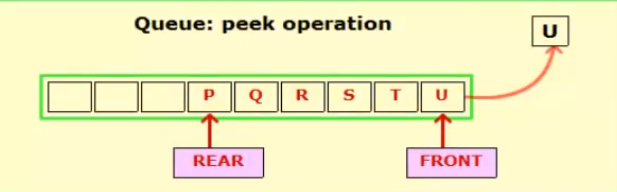 Queue: peek operation
U
P Q R S T U
REAR FRONT